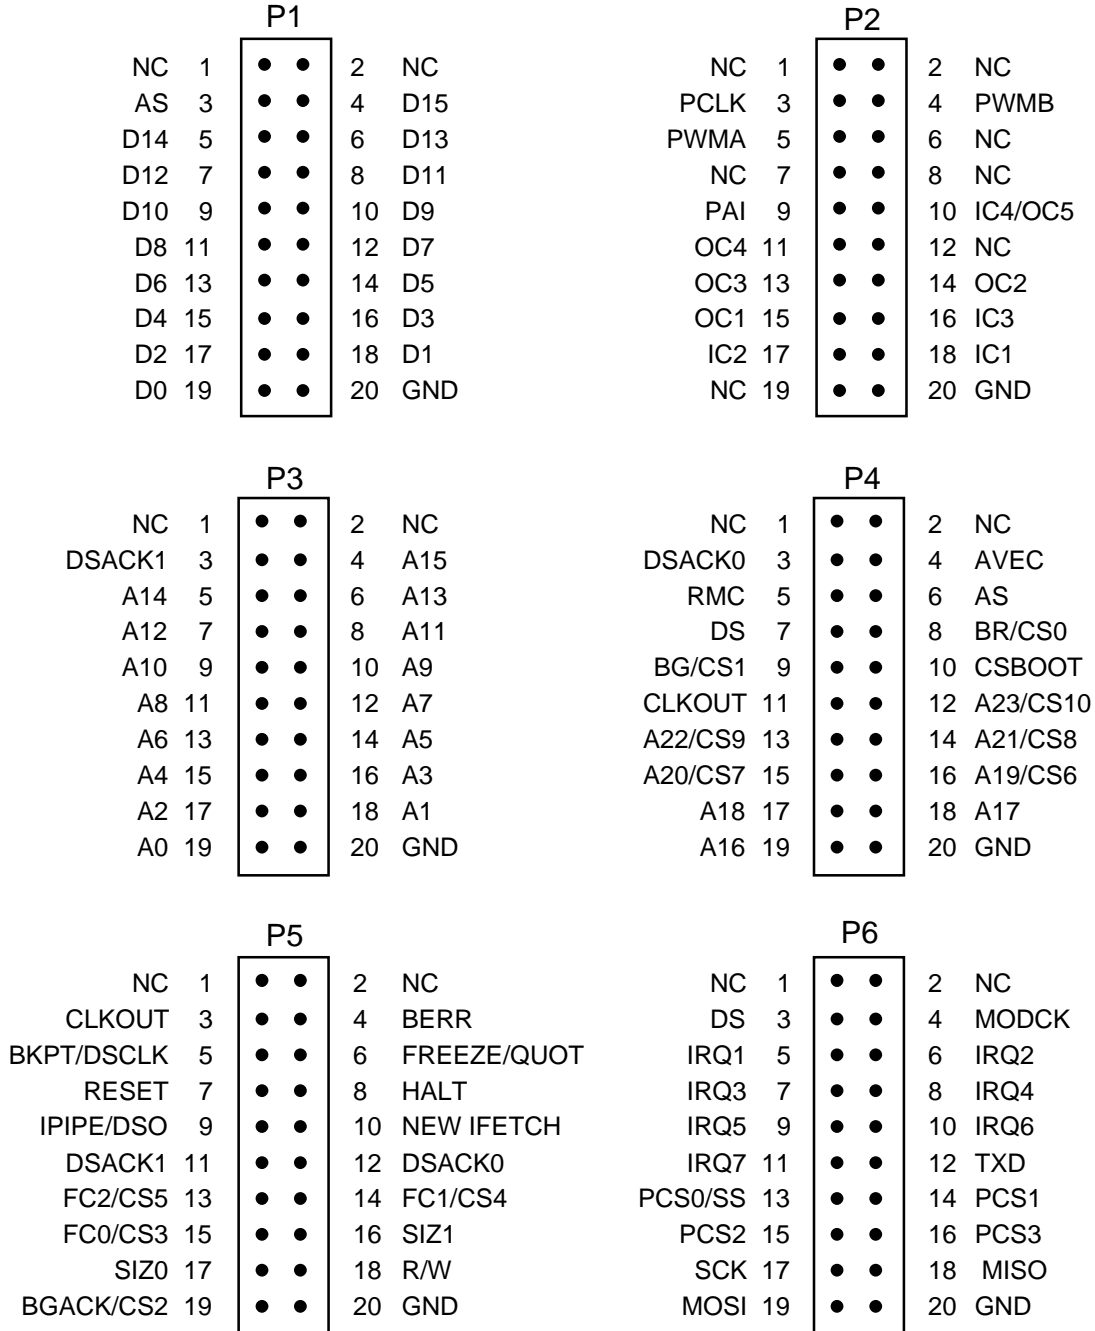 P1 P2
NC 1 2 NC NC 1 2 NC
AS 3 4 D15 PCLK 3 4 PWMB
D14 5 6 D13 PWMA 5 6 NC
D12 7 8 D11 NC 7 8 NC
D10 9 10 D9 PAI 9 10 IC4/OC5
D8 11 12 D7 OC4 11 12 NC
D6 13 14 D5 OC3 13 14 OC2
D4 15 16 D3 OC1 15 16 IC3
D2 17 18 D1 IC2 17 18 IC1
D0 19 20 GND NC 19 20 GND
P3 P4
NC 1 2 NC NC 1 2 NC
DSACK1 3 4 A15 DSACK0 3 4 AVEC
A14 5 6 A13 RMC 5 6 AS
A12 7 8 A11 DS 7 8 BR/CS0
A10 9 10 A9 BG/CS1 9 10 CSBOOT
A8 11 12 A7 CLKOUT 11 12 A23/CS10
A6 13 14 A5 A22/CS9 13 14 A21/CS8
A4 15 16 A3 A20/CS7 15 16 A19/CS6
A2 17 18 A1 A18 17 18 A17
A0 19 20 GND A16 19 20 GND
P5 P6
NC 1 2 NC NC 1 2 NC
CLKOUT 3 4 BERR DS 3 4 MODCK
BKPT/DSCLK 5 6 FREEZE/QUOT IRQ1 5 6 IRQ2
RESET 7 8 HALT IRQ3 7 8 IRQ4
IPIPE/DSO 9 10 NEW IFETCH IRQ5 9 10 IRQ6
DSACK1 11 12 DSACK0 IRQ7 11 12 TXD
FC2/CS5 13 14 FC1/CS4 PCS0/SS 13 14 PCS1
FC0/CS3 15 16 SIZ1 PCS2 15 16 PCS3
SIZ0 17 18 R/W SCK 17 18 MISO
BGACK/CS2 19 20 GND MOSI 19 20 GND